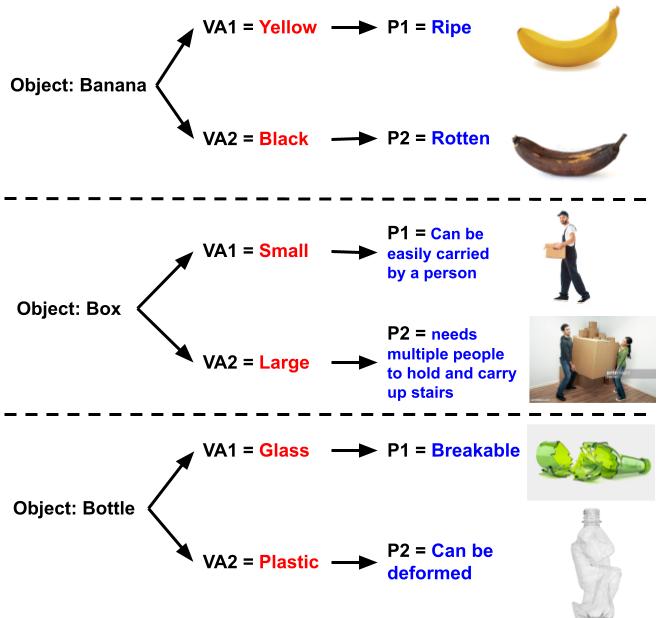 VA1 = Yellow
P1 = Ripe
Object: Banana
VA2 = Black
P2 = Rotten
VA1 = Small
P1 = Can be
easily carried
by a person
Object: Box
VA2 = Large
P2 = needs
multiple people
to hold and carry
up stairs
VA1 = Glass
P1 = Breakable
Object: Bottle
VA2 = Plastic
P2 = Can be
deformed